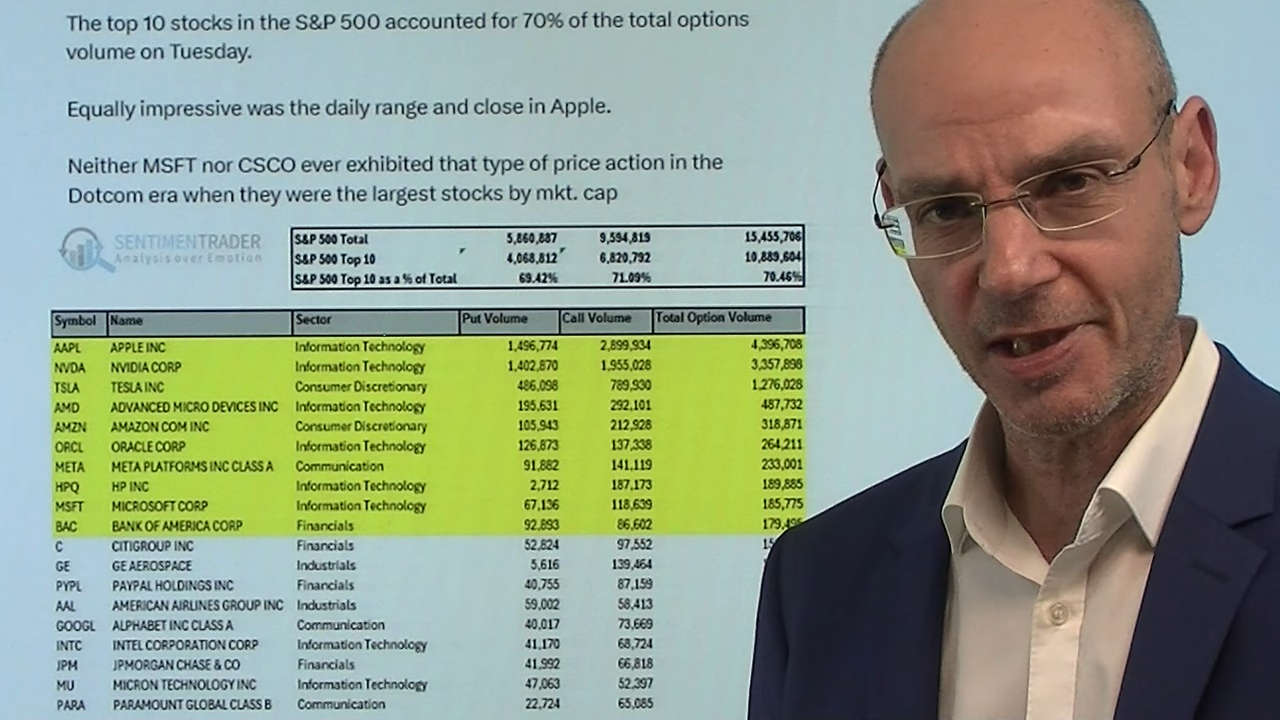 The top 10 stocks in the S&P 500 accounted for 70% of the total options
volume on Tuesday.
Equally impressive was the daily range and close in Apple.
Neither MSFT nor CSCO ever exhibited that type of price action in the
Dotcom era when they were the largest stocks by mkt. cap
SENTIMENTRADER
Analysis over Emotion
S&P 500 Total 5,860,887 9,594,819 15,455,706
S&P 500 Top 10 4,068,812 6,820,792 10,889,604
S&P 500 Top 10 as a % of Total 69.42% 71.09% 70.46%
Symbol Name Sector Put Volume Call Volume Total Option Volume
AAPL APPLE INC Information Technology 1,496,774 2,899,934 4,396,708
NVDA NVIDIA CORP Information Technology 1,402,870 1,955,028 3,357,898
TSLA TESLA INC Consumer Discretionary 486,098 789,930 1,276,028
AMD ADVANCED MICRO DEVICES INC Information Technology 195,631 292,101 487,732
AMZN AMAZON COM INC Consumer Discretionary 105,943 212,928 318,871
ORCL ORACLE CORP Information Technology 126,873 137,338 264,211
META META PLATFORMS INC CLASS A Communication 91,882 141,119 233,001
HPQ HP INC Information Technology 2,712 187,173 189,885
MSFT MICROSOFT CORP Information Technology 67,136 118,639 185,775
BAC BANK OF AMERICA CORP Financials 92,893 86,602 179,495
C CITIGROUP INC Financials 52,824 97,552
GE GE AEROSPACE Industrials 5,616 139,464
PYPL PAYPAL HOLDINGS INC Financials 40,755 87,159
AAL AMERICAN AIRLINES GROUP INC Industrials 59,002 58,413
GOOGL ALPHABET INC CLASS A Communication 40,017 73,669
INTC INTEL CORPORATION CORP Information Technology 41,170 68,724
JPM JPMORGAN CHASE & CO Financials 41,992 66,818
MU MICRON TECHNOLOGY INC Information Technology 47,063 52,397
PARA PARAMOUNT GLOBAL CLASS B Communication 22,724 65,085